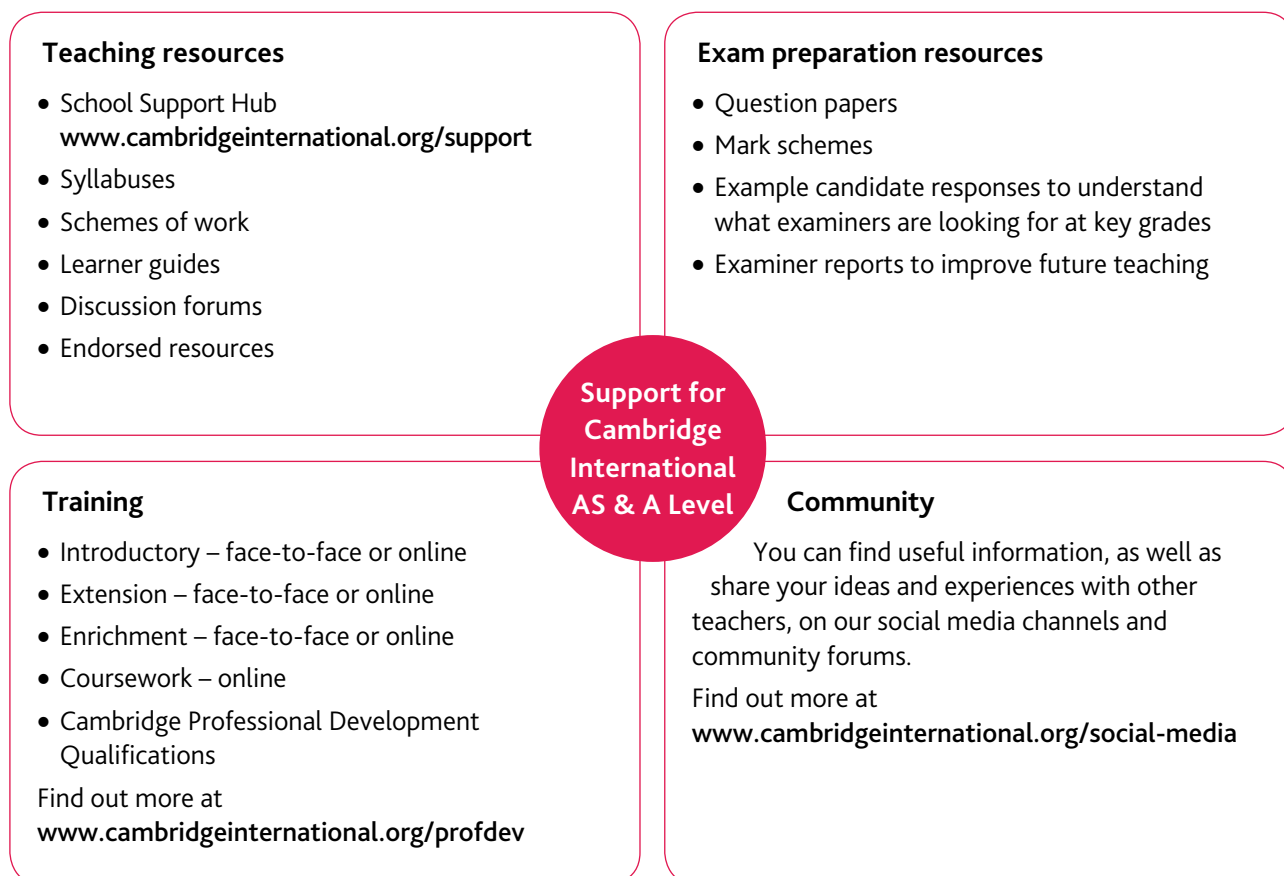 Teaching resources
• School Support Hub
www.cambridgeinternational.org/support
• Syllabuses
• Schemes of work
• Learner guides
• Discussion forums
• Endorsed resources
Exam preparation resources
• Question papers
• Mark schemes
• Example candidate responses to understand
what examiners are looking for at key grades
• Examiner reports to improve future teaching
Support for
Cambridge
International
AS & A Level
Training
• Introductory – face-to-face or online
• Extension – face-to-face or online
• Enrichment – face-to-face or online
• Coursework – online
• Cambridge Professional Development
Qualifications
Find out more at
www.cambridgeinternational.org/profdev
Community
You can find useful information, as well as
share your ideas and experiences with other
teachers, on our social media channels and
community forums.
Find out more at
www.cambridgeinternational.org/social-media